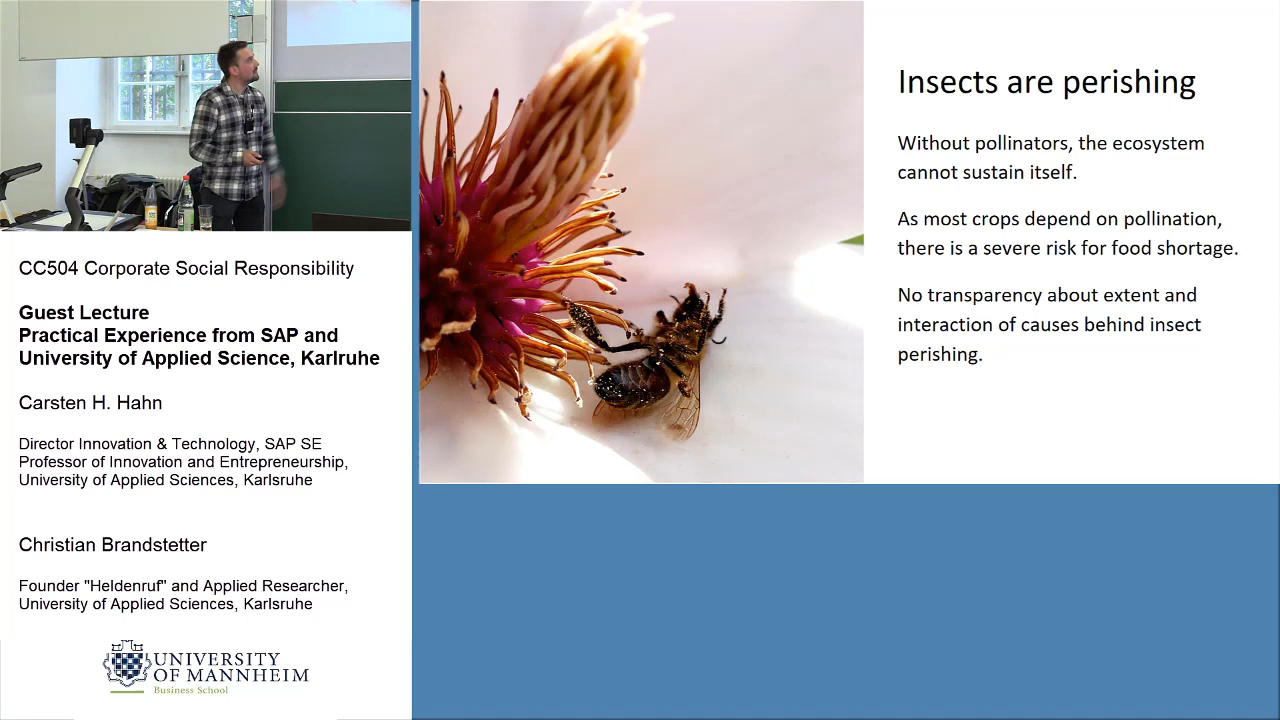 CC504 Corporate Social Responsibility
Guest Lecture
Practical Experience from SAP and
University of Applied Science, Karlsruhe
Carsten H. Hahn
Director Innovation & Technology, SAP SE
Professor of Innovation and Entrepreneurship,
University of Applied Sciences, Karlsruhe
Christian Brandstetter
Founder "Heldenruf" and Applied Researcher,
University of Applied Sciences, Karlsruhe
UNIVERSITY
OF MANNHEIM
Business School
Insects are perishing
Without pollinators, the ecosystem
cannot sustain itself.
As most crops depend on pollination,
there is a severe risk for food shortage.
No transparency about extent and
interaction of causes behind insect
perishing.